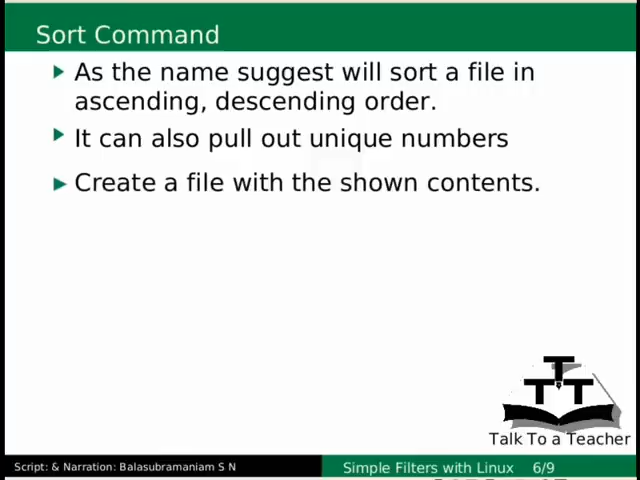 Sort Command
As the name suggest will sort a file in
ascending, descending order.
It can also pull out unique numbers
Create a file with the shown contents.
TTT
Talk To a Teacher
Script: & Narration: Balasubramaniam S N
Simple Filters with Linux 6/9